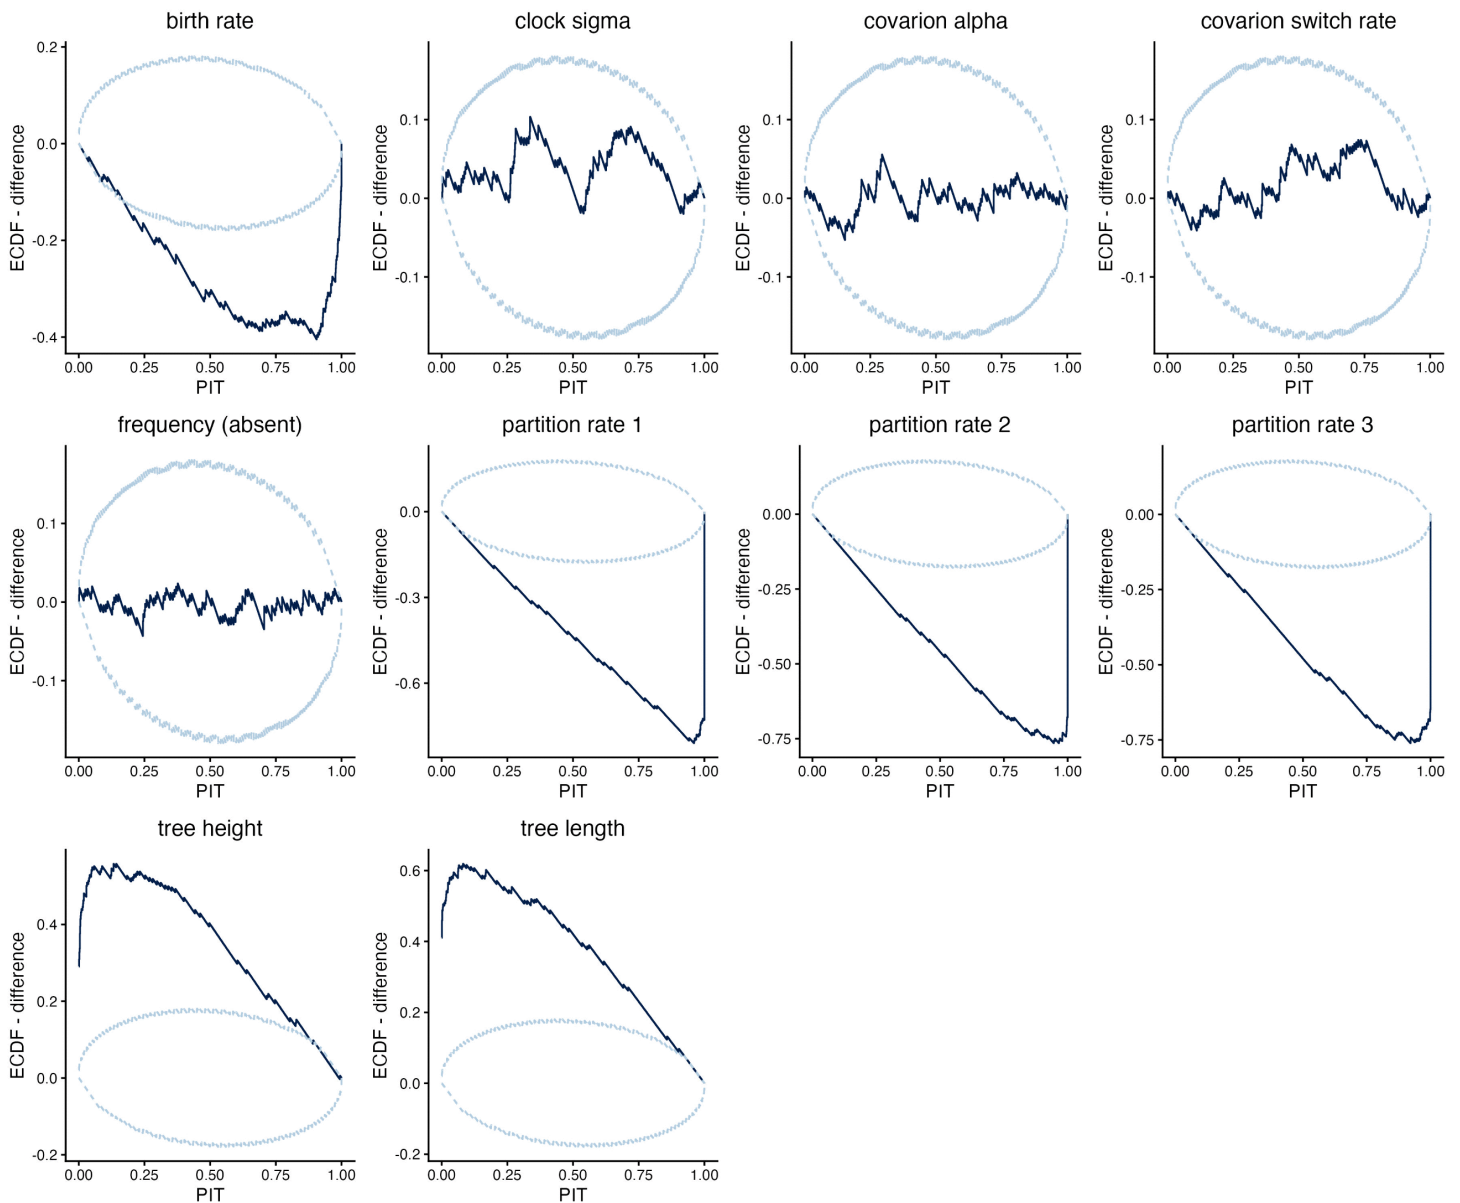 birth rate
clock sigma
covarion alpha
covarion switch rate
ECDF - difference
0.2
0.0
-0.2
-0.4
0.00 0.25 0.50 0.75 1.00
PIT
ECDF - difference
0.1
0.0
-0.1
0.00 0.25 0.50 0.75 1.00
PIT
ECDF - difference
0.1
0.0
-0.1
0.00 0.25 0.50 0.75 1.00
PIT
ECDF - difference
0.1
0.0
-0.1
0.00 0.25 0.50 0.75 1.00
PIT
frequency (absent)
partition rate 1
partition rate 2
partition rate 3
ECDF - difference
0.1
0.0
-0.1
0.00 0.25 0.50 0.75 1.00
PIT
ECDF - difference
0.0
-0.3
-0.6
0.00 0.25 0.50 0.75 1.00
PIT
ECDF - difference
0.00
-0.25
-0.50
-0.75
0.00 0.25 0.50 0.75 1.00
PIT
ECDF - difference
0.00
-0.25
-0.50
-0.75
0.00 0.25 0.50 0.75 1.00
PIT
tree height
tree length
ECDF - difference
0.4
0.2
0.0
-0.2
0.00 0.25 0.50 0.75 1.00
PIT
ECDF - difference
0.6
0.4
0.2
0.0
-0.2
0.00 0.25 0.50 0.75 1.00
PIT